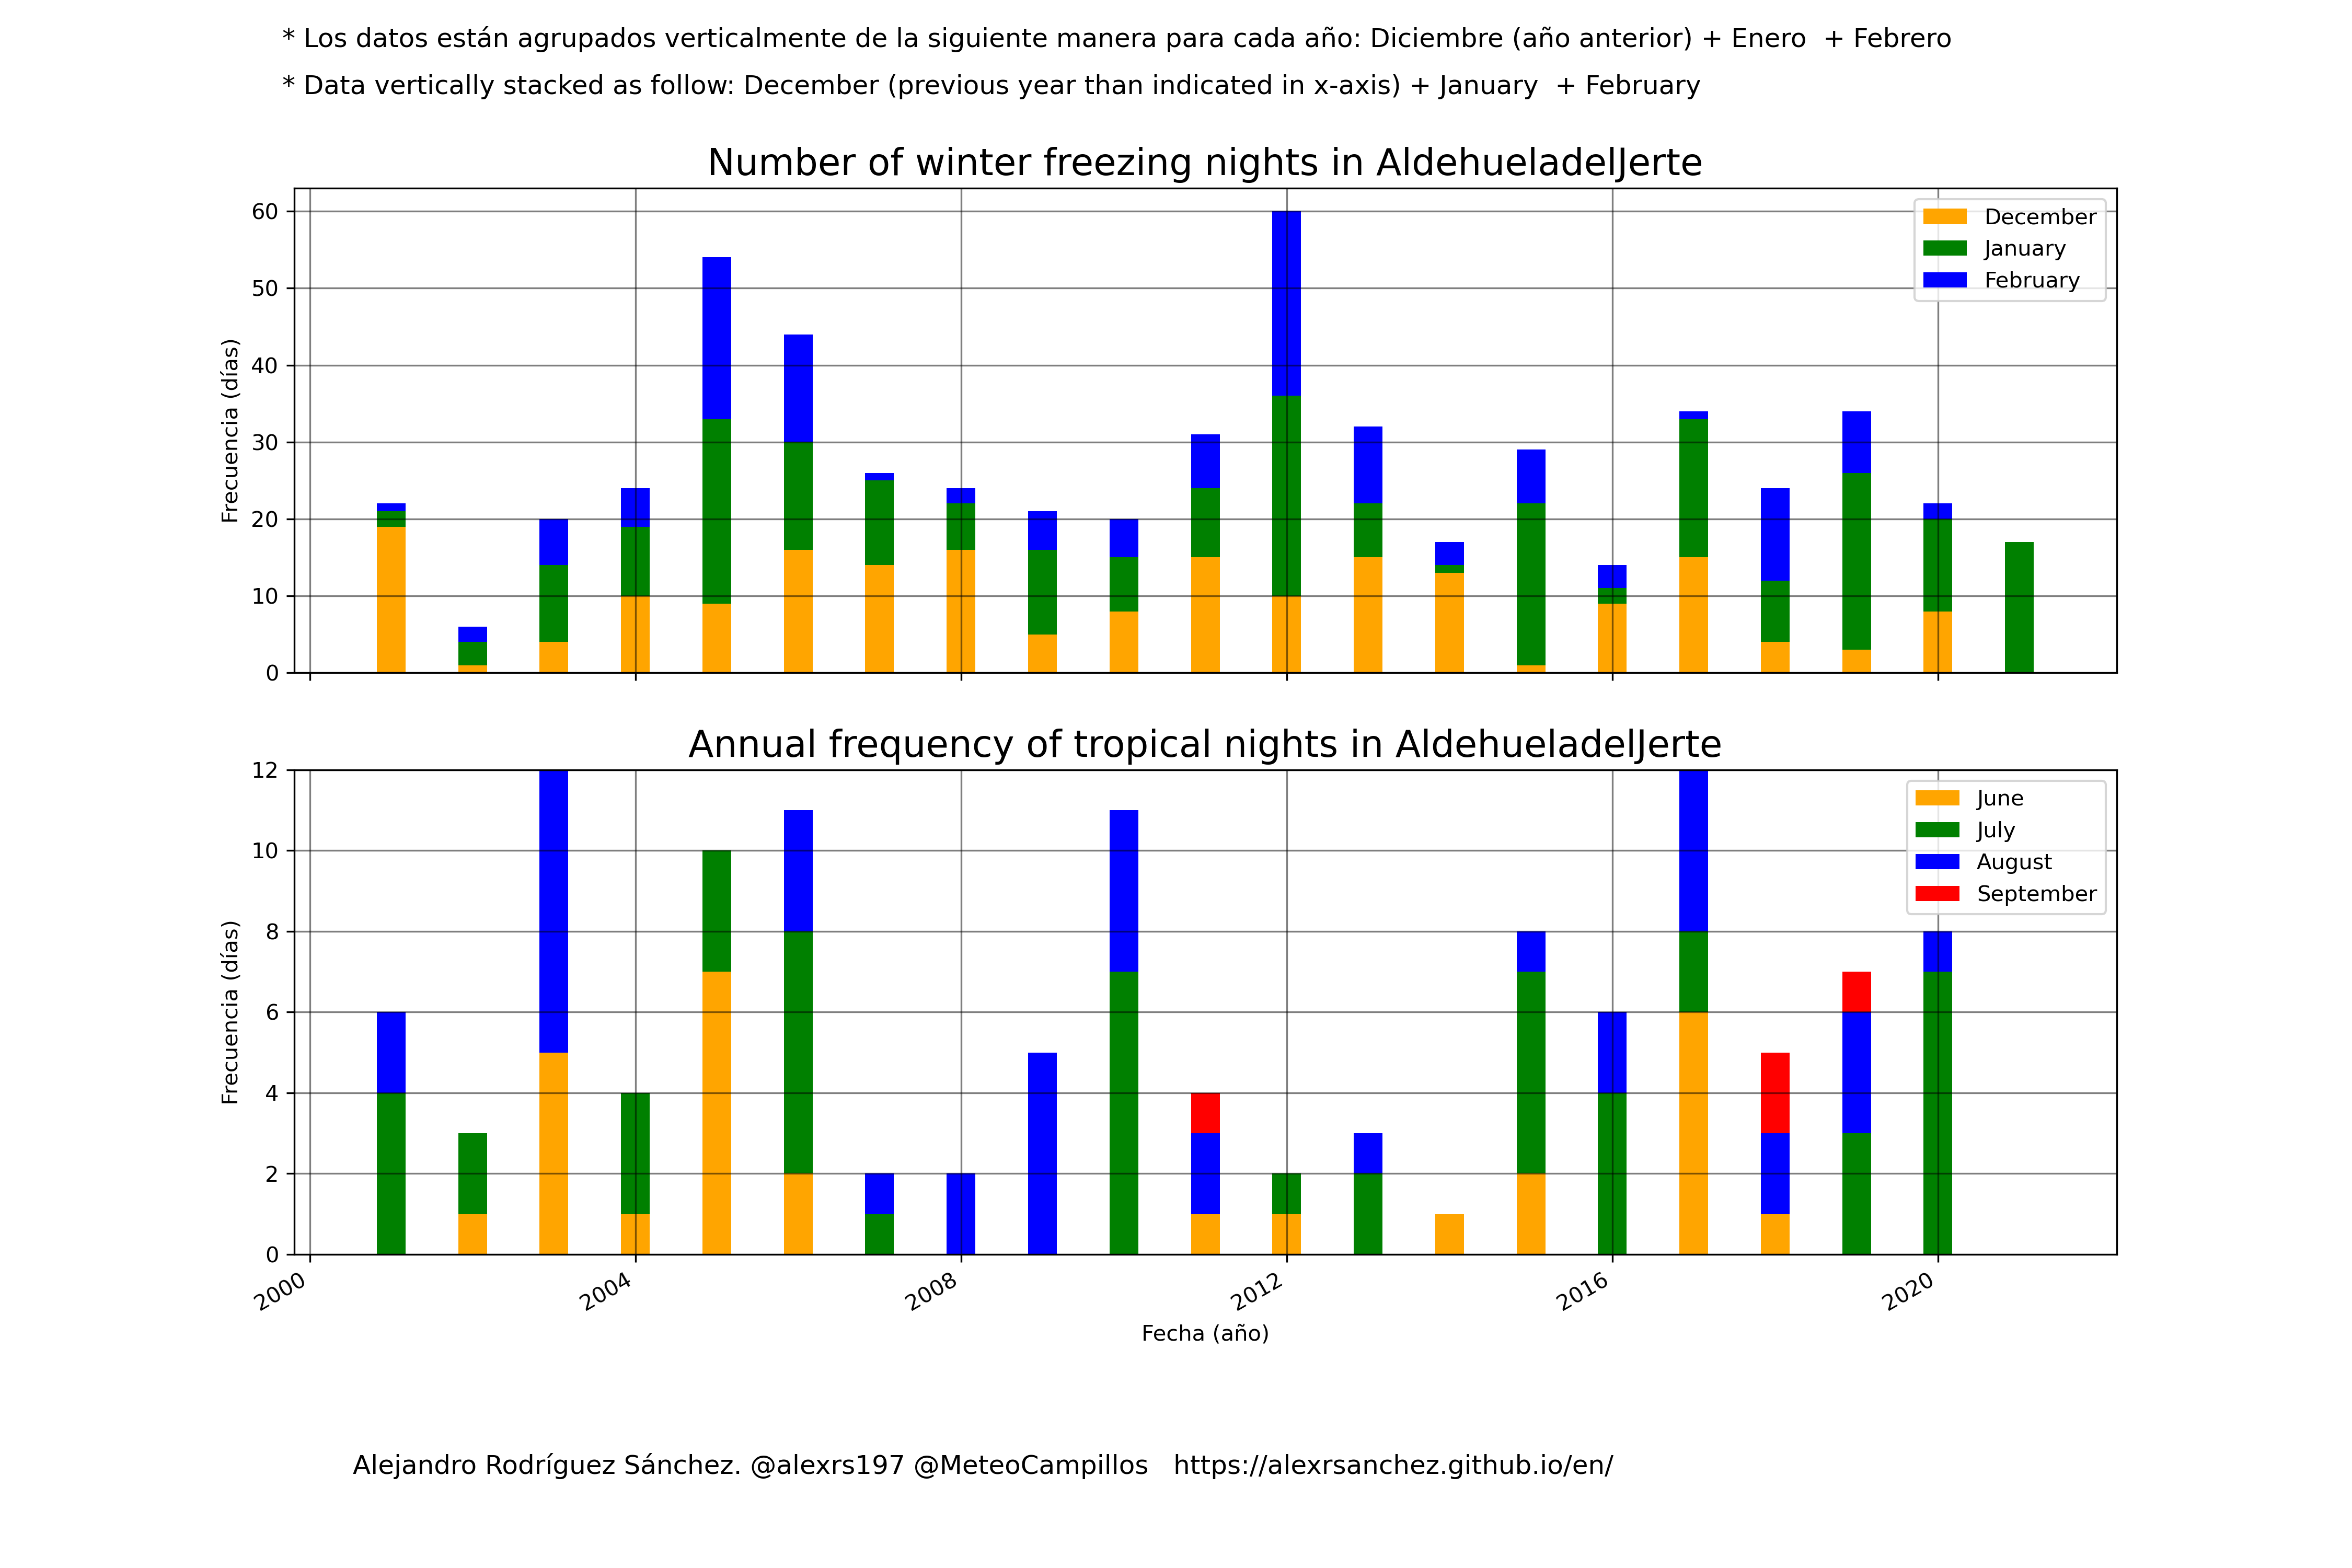 * Los datos están agrupados verticalmente de la siguiente manera para cada año: Diciembre (año anterior) + Enero  + Febrero
* Data vertically stacked as follow: December (previous year than indicated in x-axis) + January  + February
Number of winter freezing nights in AldehueladelJerte
Frecuencia (días)
60
50
40
30
20
10
0
December
January
February
Annual frequency of tropical nights in AldehueladelJerte
Frecuencia (días)
12
10
8
6
4
2
0
June
July
August
September
2000 2004 2008 2012 2016 2020
Fecha (año)
Alejandro Rodríguez Sánchez. @alexrs197 @MeteoCampillos   https://alexrsanchez.github.io/en/